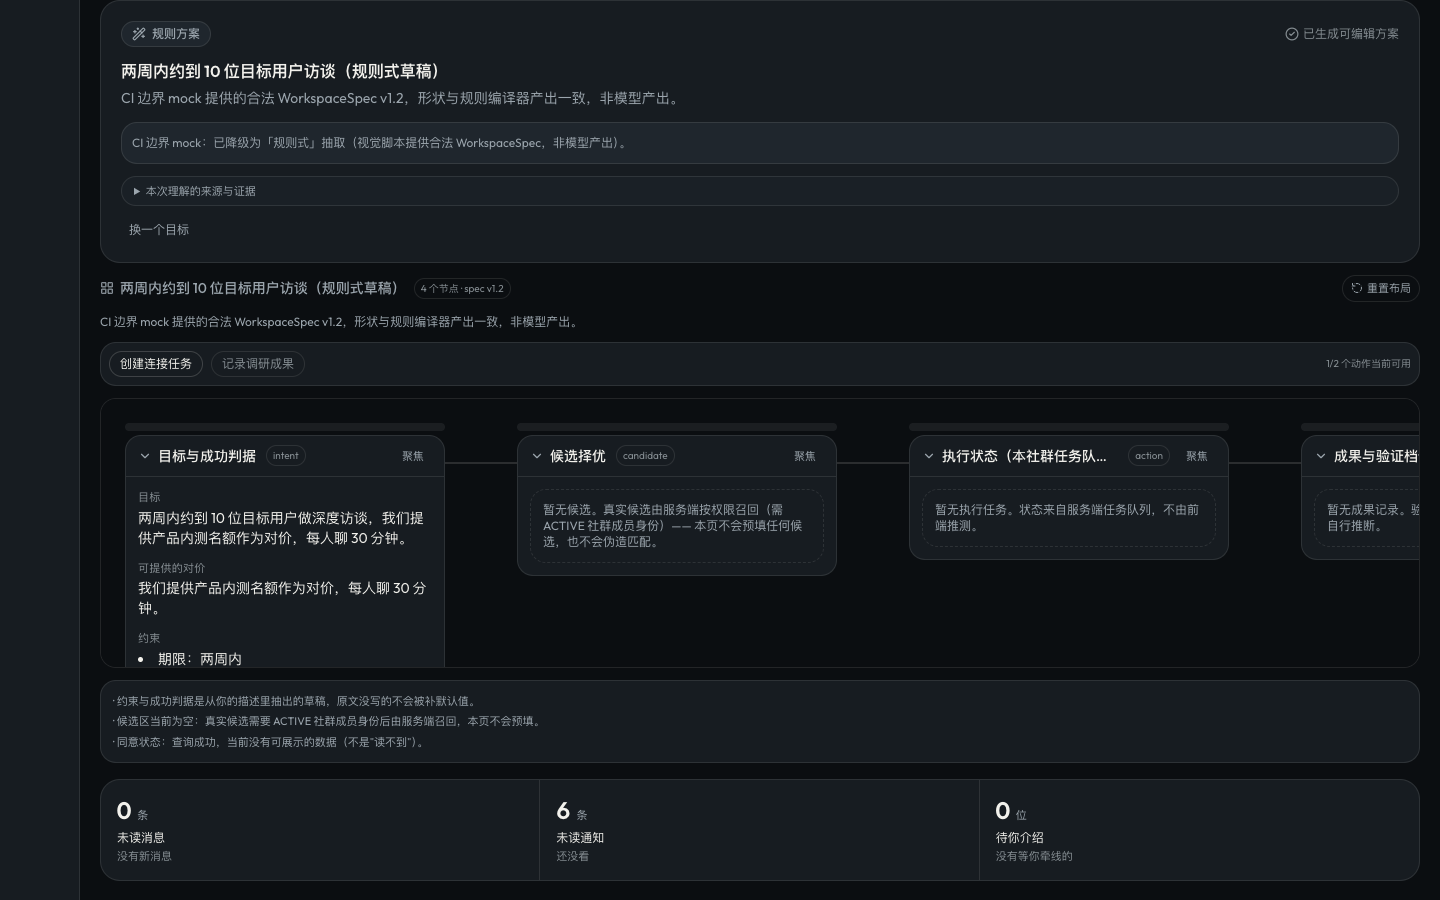 规则方案
已生成可编辑方案
两周内约到 10 位目标用户访谈（规则式草稿）
CI 边界 mock 提供的合法 WorkspaceSpec v1.2，形状与规则编译器产出一致，非模型产出。
CI 边界 mock：已降级为「规则式」抽取（视觉脚本提供合法 WorkspaceSpec，非模型产出）。
本次理解的来源与证据
换一个目标
两周内约到 10 位目标用户访谈（规则式草稿）
4 个节点 · spec v1.2
重置布局
CI 边界 mock 提供的合法 WorkspaceSpec v1.2，形状与规则编译器产出一致，非模型产出。
创建连接任务
记录调研成果
1/2 个动作当前可用
目标与成功判据
intent
聚焦
目标
两周内约到 10 位目标用户做深度访谈，我们提
供产品内测名额作为对价，每人聊 30 分钟。
可提供的对价
我们提供产品内测名额作为对价，每人聊 30 分
钟。
约束
• 期限：两周内
候选择优
candidate
聚焦
暂无候选。真实候选由服务端按权限召回（需
ACTIVE 社群成员身份）—— 本页不会预填任何候
选，也不会伪造匹配。
执行状态（本社群任务队...
action
聚焦
暂无执行任务。状态来自服务端任务队列，不由前
端推测。
成果与验证档
暂无成果记录。验
自行推断。
· 约束与成功判据是从你的描述里抽出的草稿，原文没写的不会被补默认值。
· 候选区当前为空：真实候选需要 ACTIVE 社群成员身份后由服务端召回，本页不会预填。
· 同意状态：查询成功，当前没有可展示的数据（不是“读不到”）。
0 条
未读消息
没有新消息
6 条
未读通知
还没看
0 位
待你介绍
没有等你牵线的